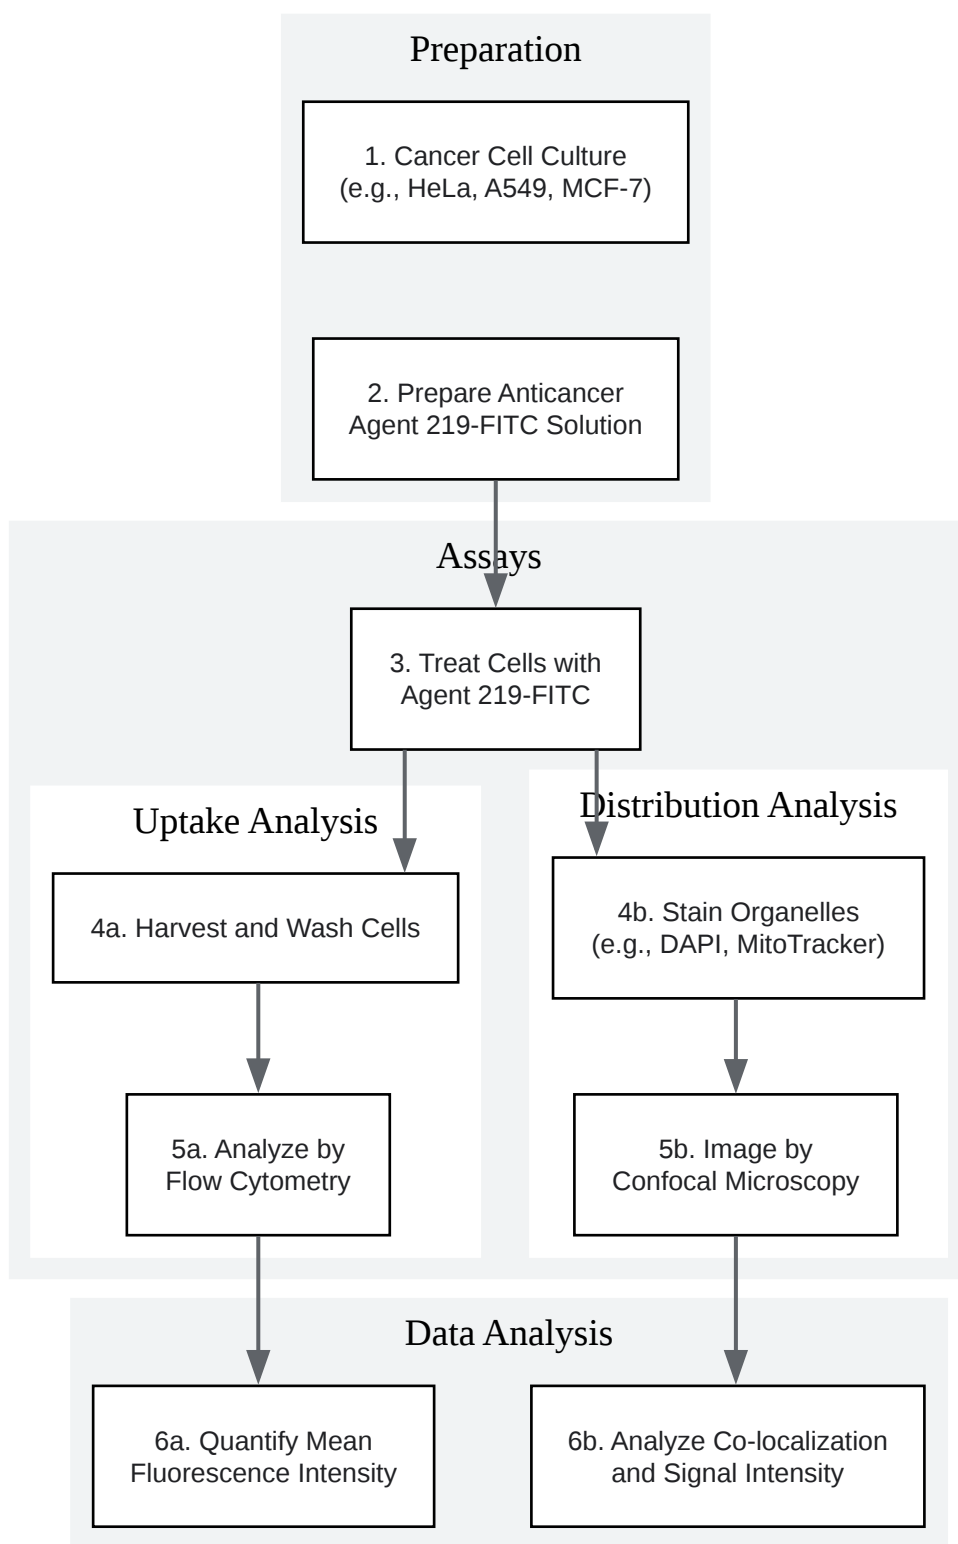 Preparation
1. Cancer Cell Culture
(e.g., HeLa, A549, MCF-7)
2. Prepare Anticancer
Agent 219-FITC Solution
Assays
3. Treat Cells with
Agent 219-FITC
Uptake Analysis
4a. Harvest and Wash Cells
5a. Analyze by
Flow Cytometry
Distribution Analysis
4b. Stain Organelles
(e.g., DAPI, MitoTracker)
5b. Image by
Confocal Microscopy
Data Analysis
6a. Quantify Mean
Fluorescence Intensity
6b. Analyze Co-localization
and Signal Intensity